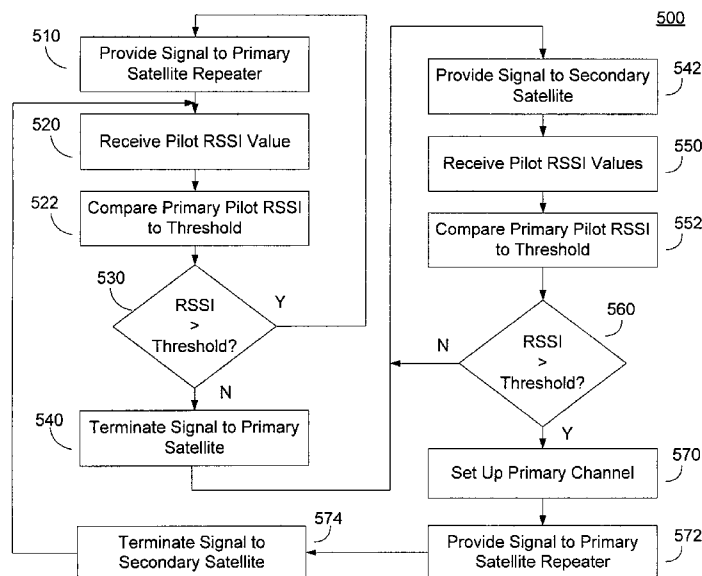 500
510
Provide Signal to Primary
Satellite Repeater
520
Receive Pilot RSSI Value
522
Compare Primary Pilot RSSI
to Threshold
530
RSSI
>
Threshold?
Y
N
540
Terminate Signal to Primary
Satellite
Provide Signal to Secondary
Satellite
542
Receive Pilot RSSI Values
550
Compare Primary Pilot RSSI
to Threshold
552
560
RSSI
>
Threshold?
N
Y
Set Up Primary Channel
570
Provide Signal to Primary
Satellite Repeater
572
574
Terminate Signal to
Secondary Satellite